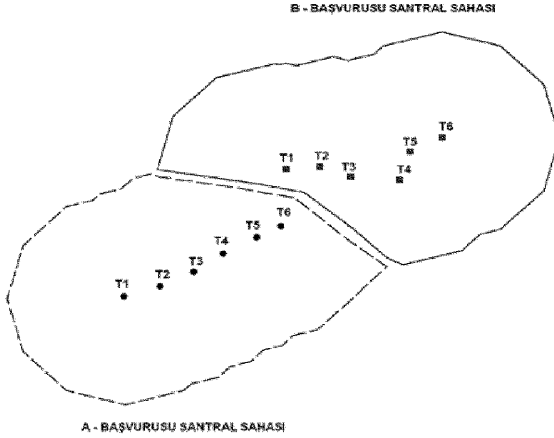 B - BAŞVURUSU SANTRAL SAHASI
T6
T5
T2
T1
T3
T4
T6
T5
T4
T3
T2
T1
A - BAŞVURUSU SANTRAL SAHASI